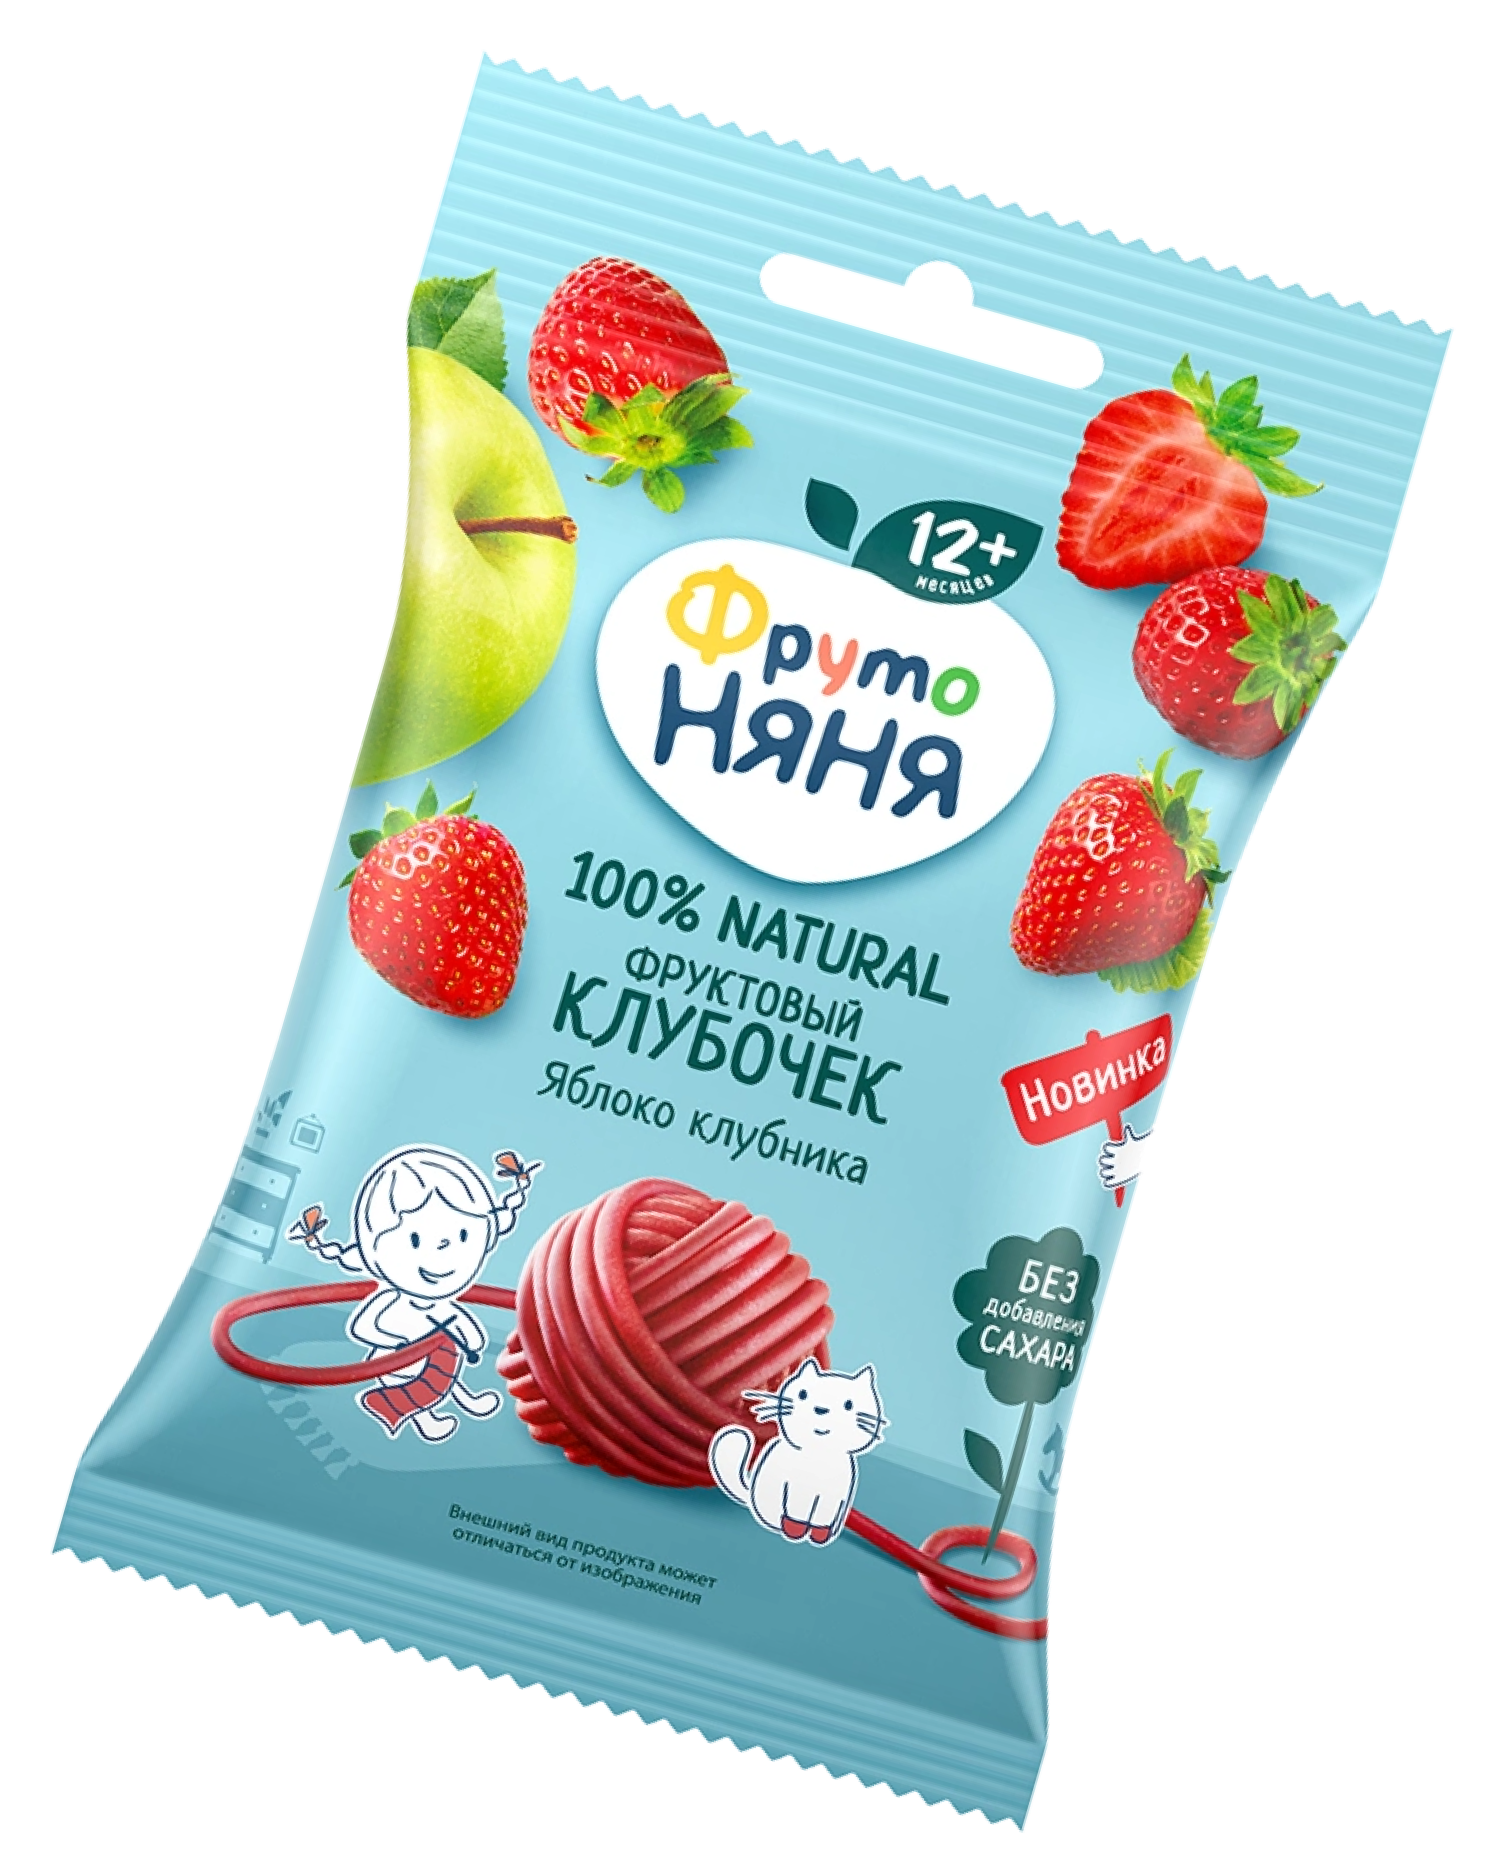 12+
месяцев
Фруто
НЯНЯ
100% NATURAL
ФРУКТОВЫЙ
КЛУБОЧЕК
Яблоко клубника
Новинка
БЕЗ
добавления
САХАРА
Внешний вид продукта может
отличаться от изображения